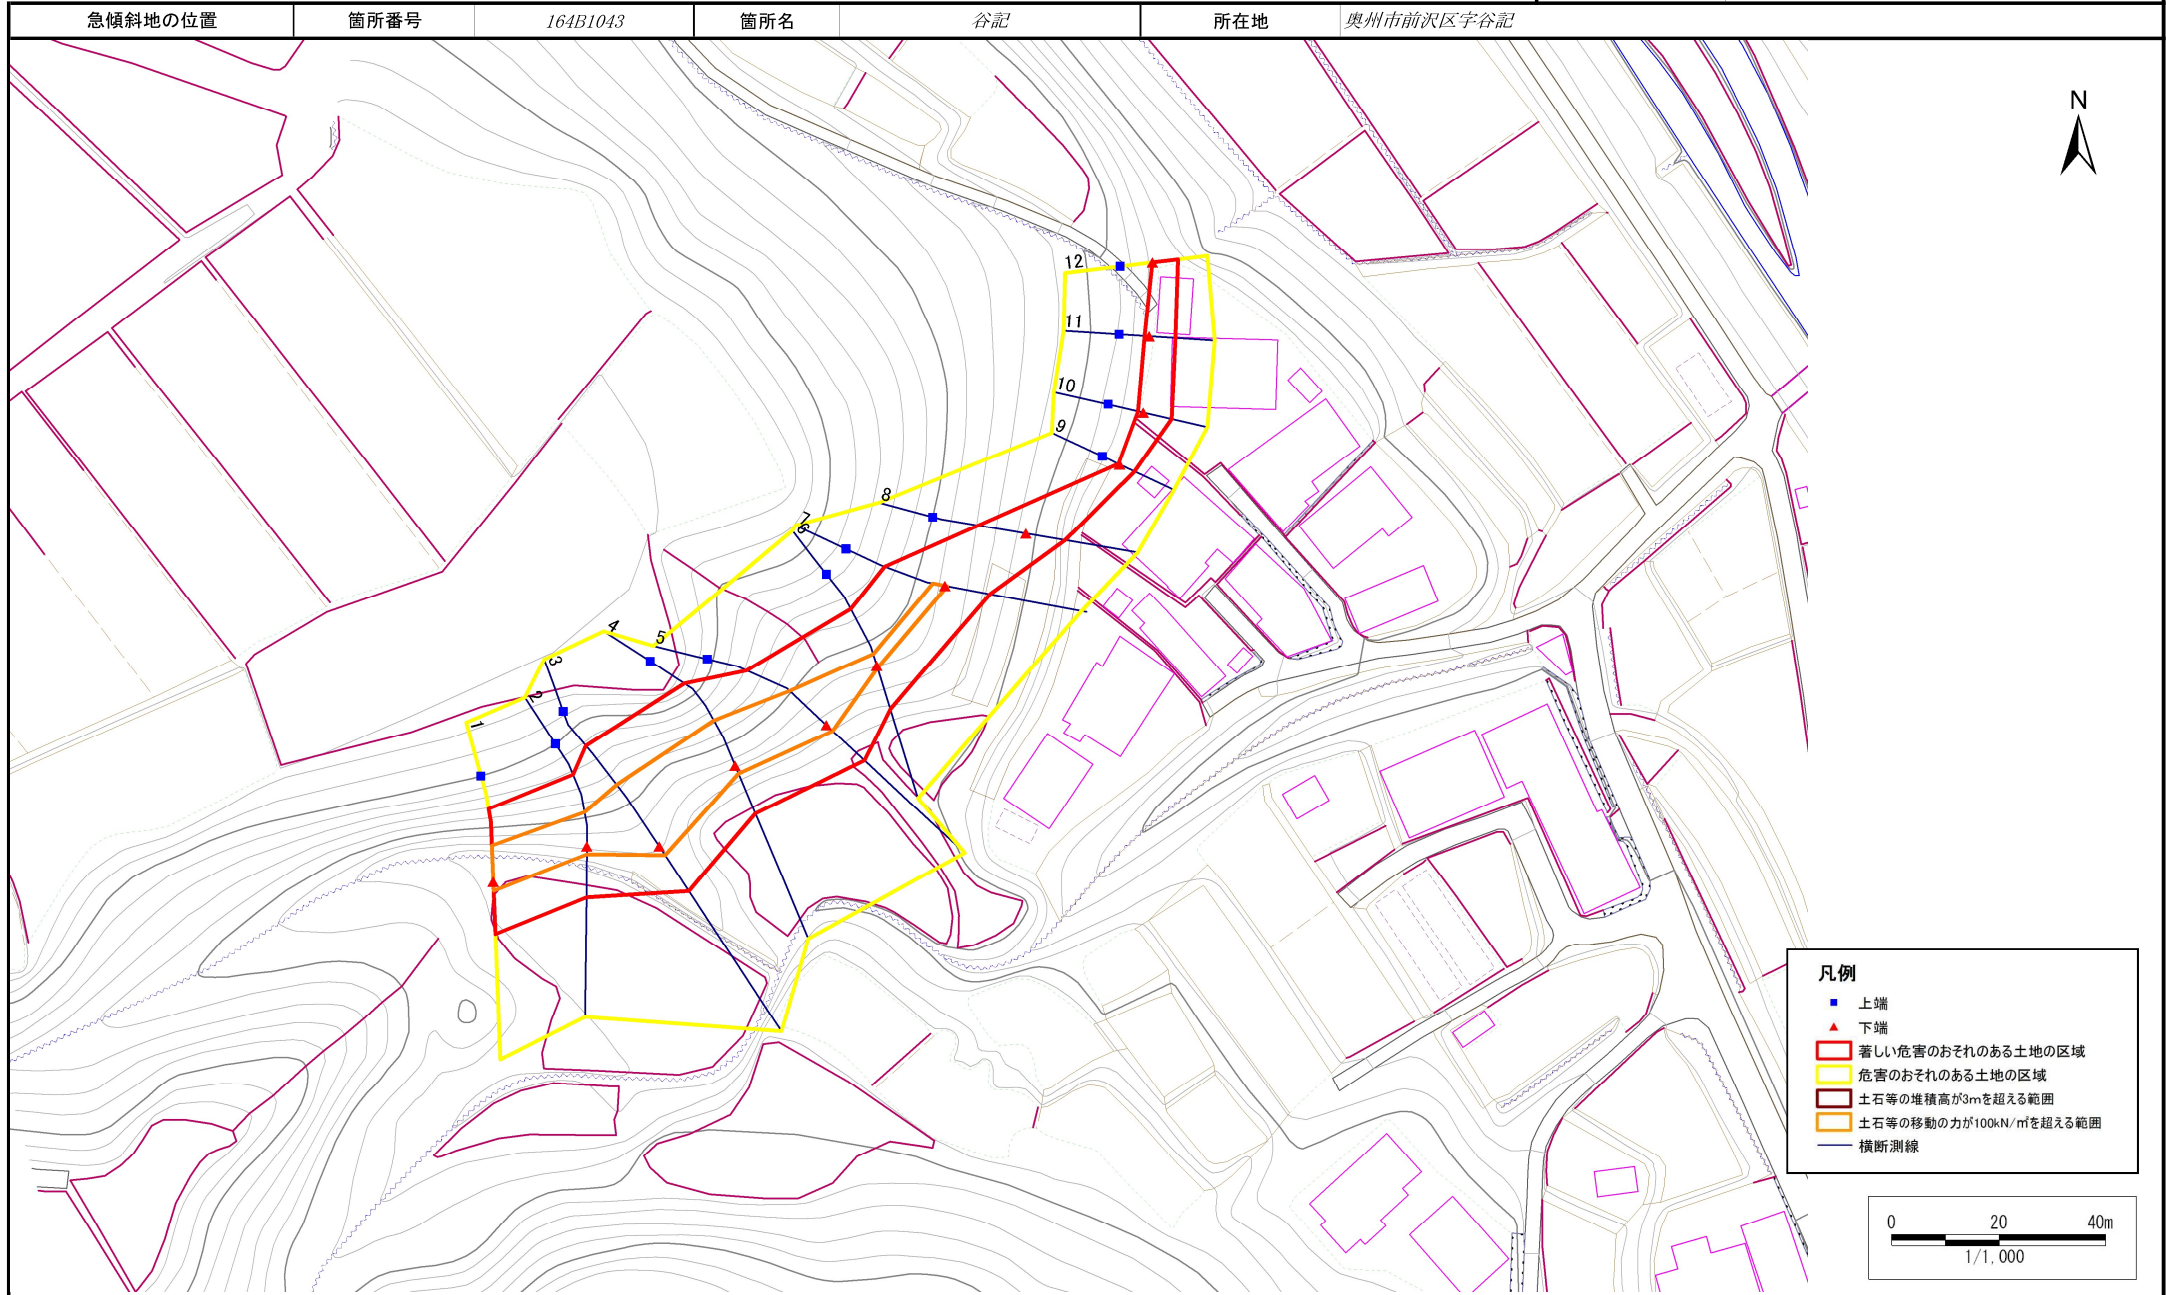 急傾斜地の位置 箇所番号 164B1043 箇所名 谷記 所在地 奥州市前沢区字谷記
N
12
11
10
9
8
7
6
4
5
3
2
1
凡例
上端
下端
著しい危害のおそれのある土地の区域
危害のおそれのある土地の区域
土石等の堆積高が3mを超える範囲
土石等の移動の力が100kN/㎡を超える範囲
横断測線
0 20 40m
1/1,000